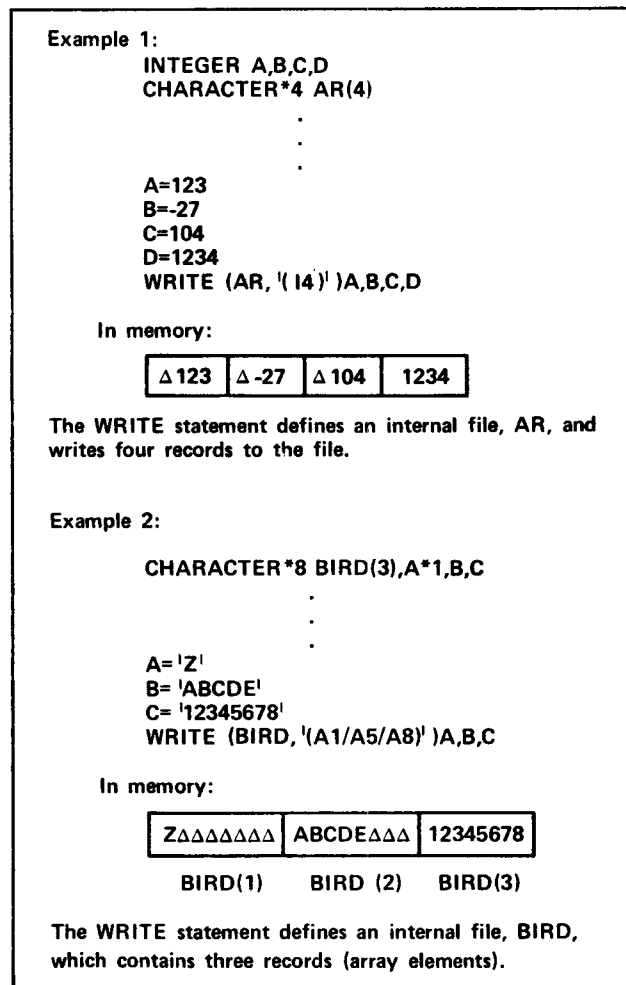 Example 1:
INTEGER A,B,C,D
CHARACTER*4 AR(4)
.
.
.
A=123
B=-27
C=104
D=1234
WRITE (AR, '( I4)' )A,B,C,D
In memory:
Δ123 Δ-27 Δ104 1234
The WRITE statement defines an internal file, AR, and
writes four records to the file.
Example 2:
CHARACTER*8 BIRD(3),A*1,B,C
.
.
.
A= 'Z'
B= 'ABCDE'
C= '12345678'
WRITE (BIRD, '(A1/A5/A8)' )A,B,C
In memory:
ZΔΔΔΔΔΔΔ ABCDEΔΔΔ 12345678
BIRD(1) BIRD (2) BIRD(3)
The WRITE statement defines an internal file, BIRD,
which contains three records (array elements).